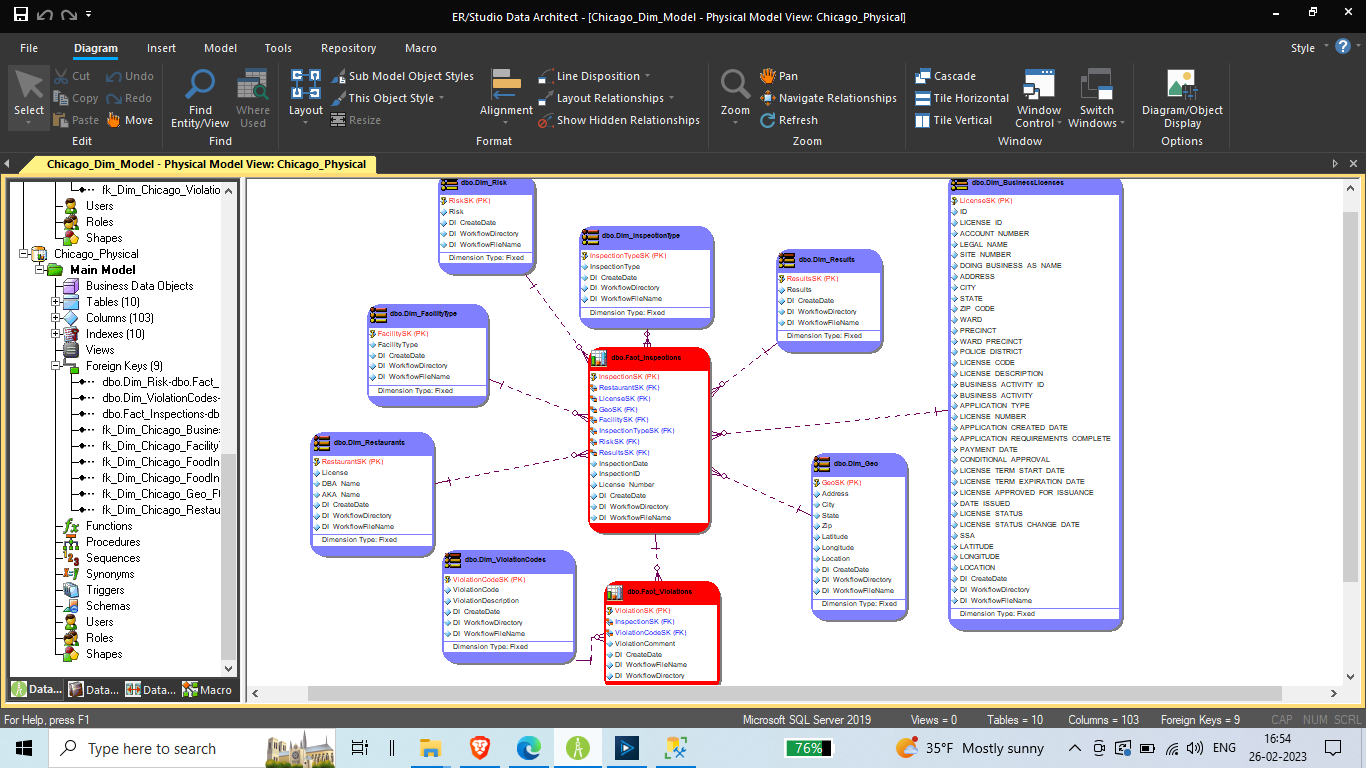 ER/Studio Data Architect - [Chicago_Dim_Model - Physical Model View: Chicago_Physical]
File Diagram Insert Model Tools Repository Macro Style
Select
Cut
Copy
Paste
Undo
Redo
Move
Edit
Find Entity/View
Where Used
Find
Layout
Sub Model Object Styles
This Object Style
Resize
Alignment
Line Disposition
Layout Relationships
Show Hidden Relationships
Format
Zoom
Pan
Navigate Relationships
Refresh
Zoom
Cascade
Tile Horizontal
Tile Vertical
Window Control
Switch Windows
Window
Diagram/Object Display
Options
Chicago_Dim_Model - Physical Model View: Chicago_Physical
fk_Dim_Chicago_Violatio
Users
Roles
Shapes
Chicago_Physical
Main Model
Business Data Objects
Tables (10)
Columns (103)
Indexes (10)
Views
Foreign Keys (9)
dbo.Dim_Risk-dbo.Fact_
dbo.Dim_ViolationCodes-
dbo.Fact_Inspections-db
fk_Dim_Chicago_Busines
fk_Dim_Chicago_Facility
fk_Dim_Chicago_FoodIn
fk_Dim_Chicago_FoodIn
fk_Dim_Chicago_Geo_F
fk_Dim_Chicago_Restau
Functions
Procedures
Sequences
Synonyms
Triggers
Schemas
Users
Roles
Shapes
Data... Data... Data... Macro
dbo.Dim_Risk
RiskSK (PK)
Risk
DI_CreateDate
DI_WorkflowDirectory
DI_WorkflowFileName
Dimension Type: Fixed
dbo.Dim_InspectionType
InspectionTypeSK (PK)
InspectionType
DI_CreateDate
DI_WorkflowDirectory
DI_WorkflowFileName
Dimension Type: Fixed
dbo.Dim_Results
ResultsSK (PK)
Results
DI_CreateDate
DI_WorkflowDirectory
DI_WorkflowFileName
Dimension Type: Fixed
dbo.Dim_BusinessLicenses
LicenseSK (PK)
ID
LICENSE_ID
ACCOUNT_NUMBER
LEGAL_NAME
SITE_NUMBER
DOING_BUSINESS_AS_NAME
ADDRESS
CITY
STATE
ZIP_CODE
WARD
PRECINCT
WARD_PRECINCT
POLICE_DISTRICT
LICENSE_CODE
LICENSE_DESCRIPTION
BUSINESS_ACTIVITY_ID
BUSINESS_ACTIVITY
APPLICATION_TYPE
LICENSE_NUMBER
APPLICATION_CREATED_DATE
APPLICATION_REQUIREMENTS_COMPLETE
PAYMENT_DATE
CONDITIONAL_APPROVAL
LICENSE_TERM_START_DATE
LICENSE_TERM_EXPIRATION_DATE
LICENSE_APPROVED_FOR_ISSUANCE
DATE_ISSUED
LICENSE_STATUS
LICENSE_STATUS_CHANGE_DATE
SSA
LATITUDE
LONGITUDE
LOCATION
DI_CreateDate
DI_WorkflowDirectory
DI_WorkflowFileName
Dimension Type: Fixed
dbo.Dim_FacilityType
FacilitySK (PK)
FacilityType
DI_CreateDate
DI_WorkflowDirectory
DI_WorkflowFileName
Dimension Type: Fixed
dbo.Fact_Inspections
InspectionSK (PK)
RestaurantSK (FK)
LicenseSK (FK)
GeoSK (FK)
FacilitySK (FK)
InspectionTypeSK (FK)
RiskSK (FK)
ResultsSK (FK)
InspectionDate
InspectionID
License_Number
DI_CreateDate
DI_WorkflowDirectory
DI_WorkflowFileName
dbo.Dim_Restaurants
RestaurantSK (PK)
License
DBA_Name
AKA_Name
DI_CreateDate
DI_WorkflowDirectory
DI_WorkflowFileName
Dimension Type: Fixed
dbo.Dim_Geo
GeoSK (PK)
Address
City
State
Zip
Latitude
Longitude
Location
DI_CreateDate
DI_WorkflowDirectory
DI_WorkflowFileName
Dimension Type: Fixed
dbo.Dim_ViolationCodes
ViolationCodeSK (PK)
ViolationCode
ViolationDescription
DI_CreateDate
DI_WorkflowDirectory
DI_WorkflowFileName
Dimension Type: Fixed
dbo.Fact_Violations
ViolationSK (PK)
InspectionSK (FK)
ViolationCodeSK (FK)
ViolationComment
DI_CreateDate
DI_WorkflowFileName
DI_WorkflowDirectory
For Help, press F1 Microsoft SQL Server 2019 Views = 0 Tables = 10 Columns = 103 Foreign Keys = 9 CAP NUM SCRL
Type here to search 76% 35°F Mostly sunny ENG 16:54
26-02-2023